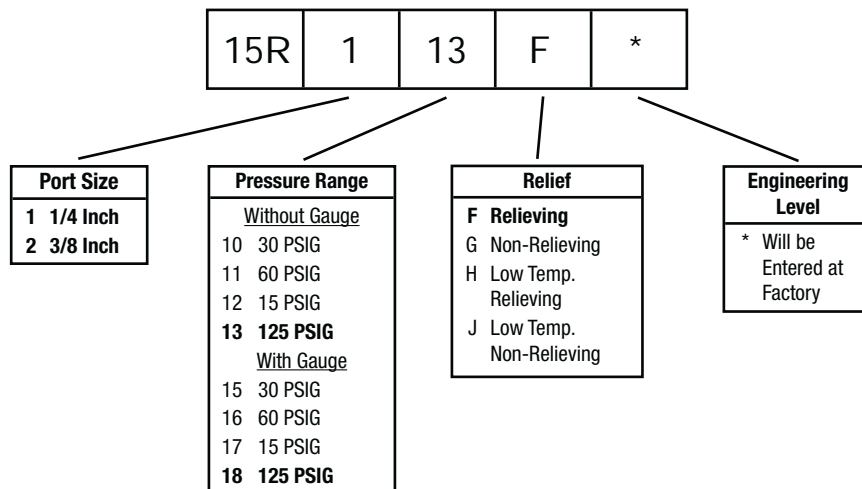 15R 1 13 F *
Port Size
1 1/4 Inch
2 3/8 Inch
Pressure Range
Without Gauge
10 30 PSIG
11 60 PSIG
12 15 PSIG
13 125 PSIG
With Gauge
15 30 PSIG
16 60 PSIG
17 15 PSIG
18 125 PSIG
Relief
F Relieving
G Non-Relieving
H Low Temp.
Relieving
J Low Temp.
Non-Relieving
Engineering
Level
* Will be
Entered at
Factory